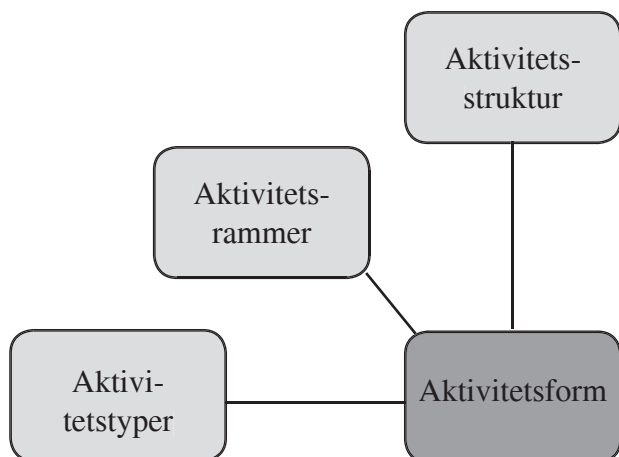 Aktivitets-
struktur
Aktivitets-
rammer
Aktivi-
tetstyper
Aktivitetsform